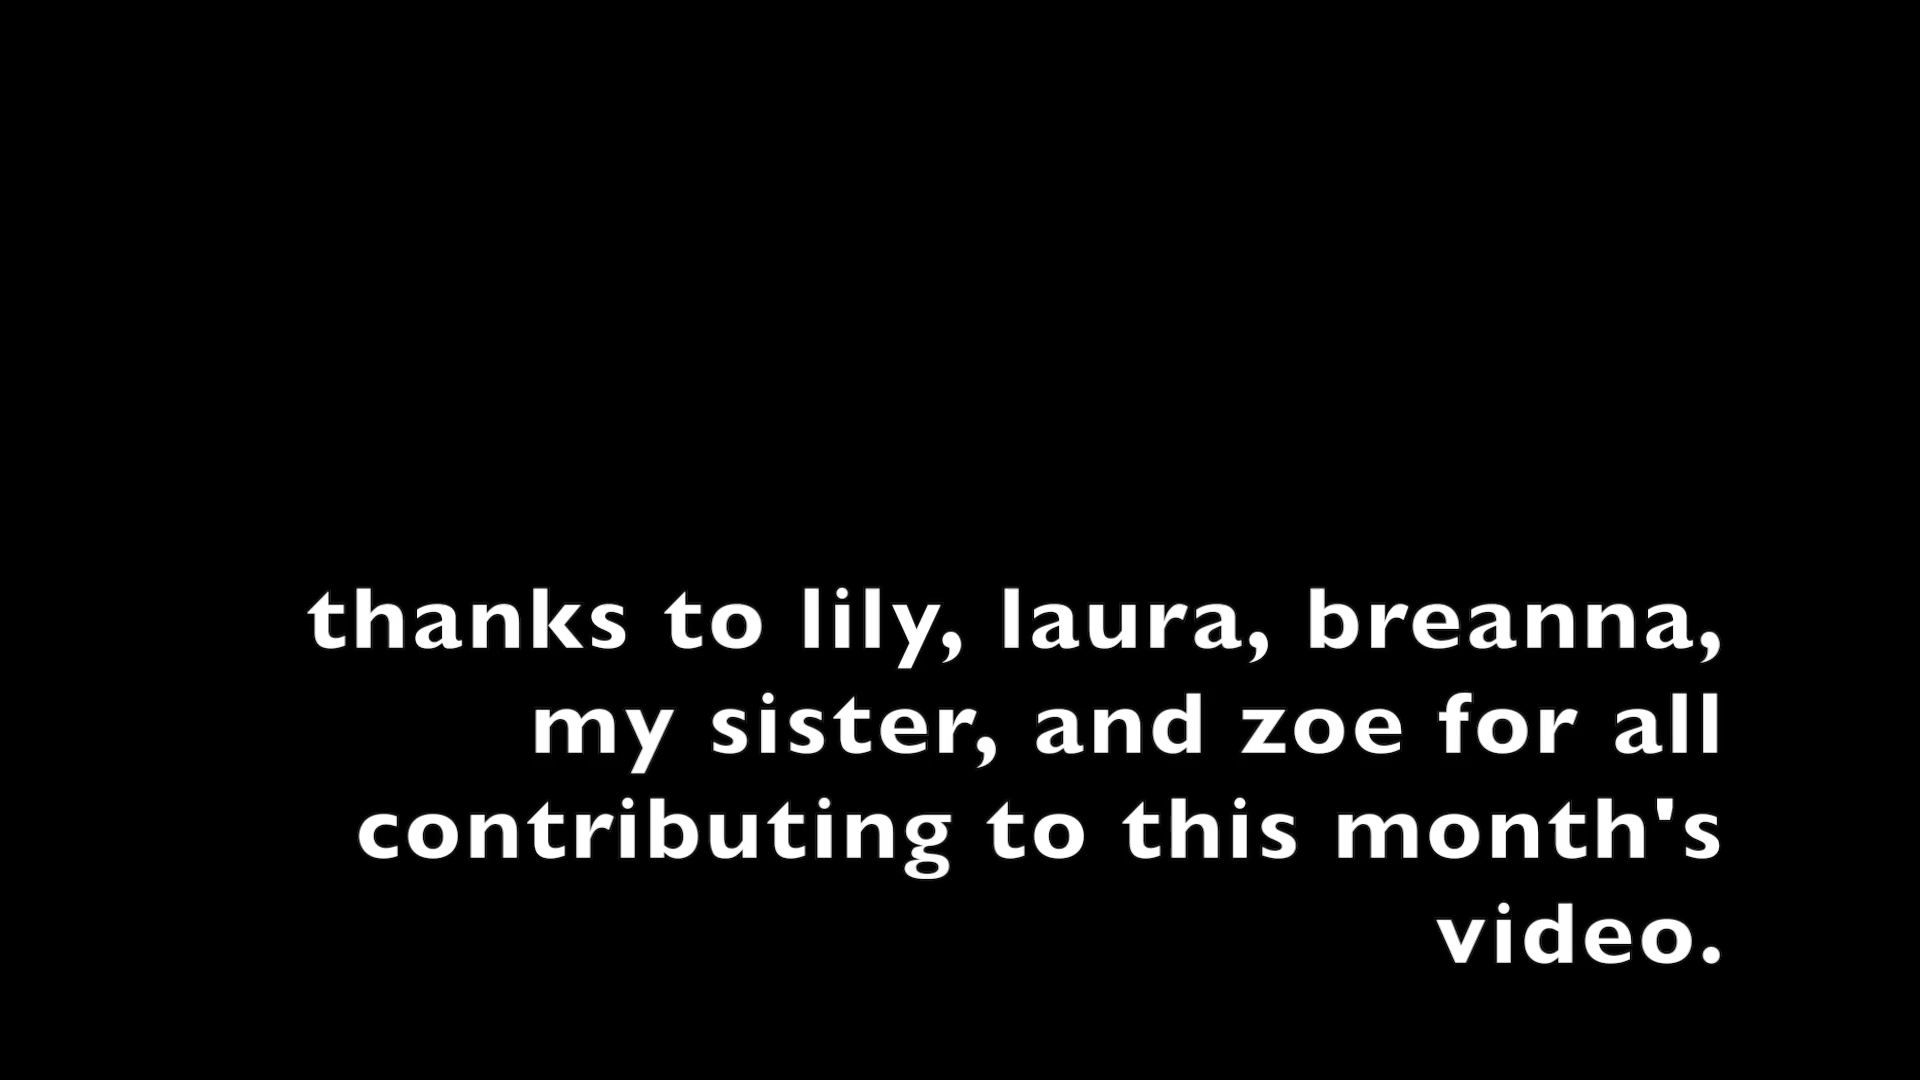 thanks to lily, laura, breanna,
my sister, and zoe for all
contributing to this month's
video.